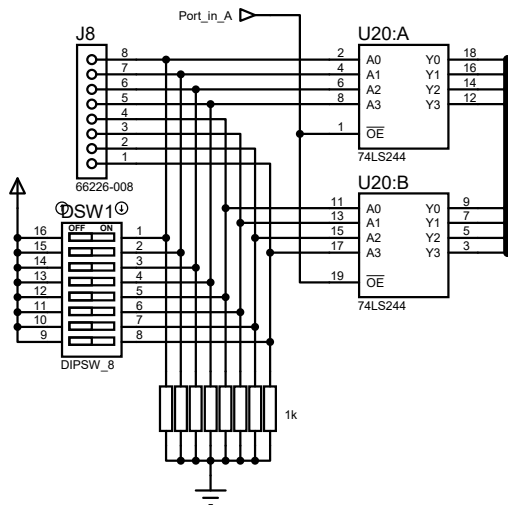 Port_in_A
J8
8
7
6
5
4
3
2
1
66226-008
U20:A
2 A0 Y0 18
4 A1 Y1 16
6 A2 Y2 14
8 A3 Y3 12
1 OE
74LS244
U20:B
11 A0 Y0 9
13 A1 Y1 7
15 A2 Y2 5
17 A3 Y3 3
19 OE
74LS244
DSW1
OFF ON
16 1
15 2
14 3
13 4
12 5
11 6
10 7
9 8
DIPSW_8
1k